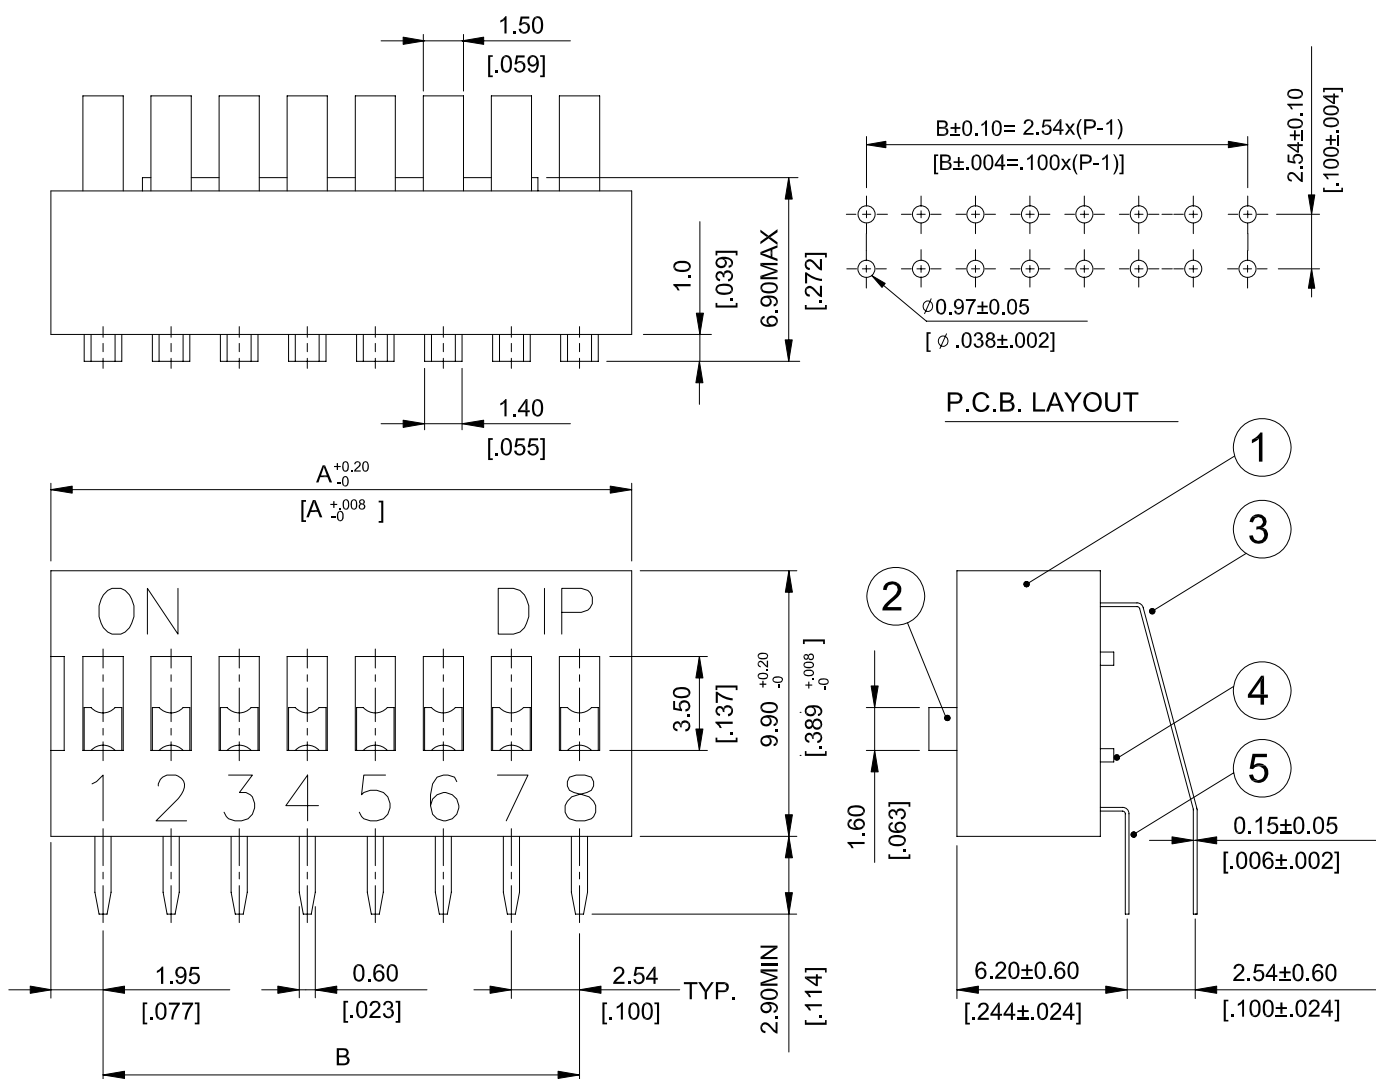 1.50
[.059]
1.0
[.039]
6.90MAX
[.272]
1.40
[.055]
B±0.10= 2.54x(P-1)
[B±.004=.100x(P-1)]
2.54±0.10
[.100±.004]
Ø0.97±0.05
[ Ø .038±.002]
P.C.B. LAYOUT
A +0.20 -0
[A +.008 -0 ]
ON DIP
1 2 3 4 5 6 7 8
3.50
[.137]
9.90 +0.20 -0
[.389 +.008 -0 ]
1.95
[.077]
0.60
[.023]
2.54
[.100]
TYP.
2.90MIN
[.114]
B
1
2
3
4
5
1.60
[.063]
0.15±0.05
[.006±.002]
6.20±0.60
[.244±.024]
2.54±0.60
[.100±.024]